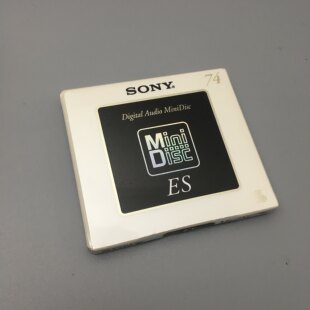 SONY.
74
Digital Audio MiniDisc
Mini
Disc
ES